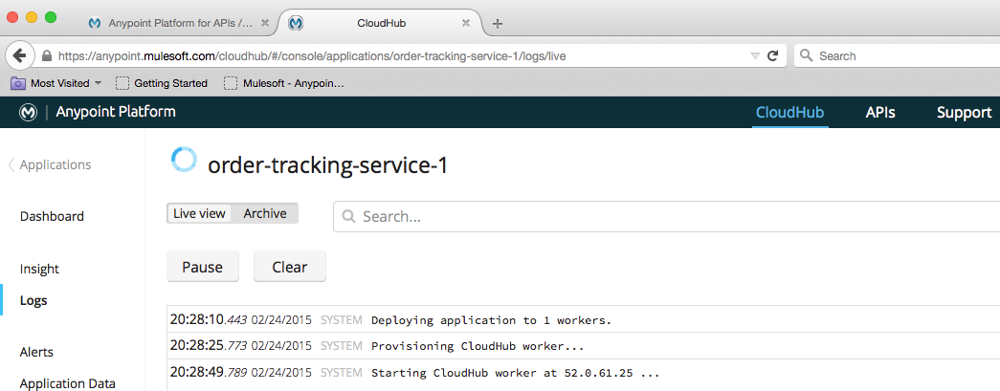 Anypoint Platform for APIs /...
CloudHub
https://anypoint.mulesoft.com/cloudhub/#/console/applications/order-tracking-service-1/logs/live
Search
Most Visited
Getting Started
Mulesoft - Anypoin...
Anypoint Platform
CloudHub
APIs
Support
Applications
order-tracking-service-1
Dashboard
Live view
Archive
Search...
Insight
Pause
Clear
Logs
20:28:10.443 02/24/2015 SYSTEM Deploying application to 1 workers.
20:28:25.773 02/24/2015 SYSTEM Provisioning CloudHub worker...
Alerts
20:28:49.789 02/24/2015 SYSTEM Starting CloudHub worker at 52.0.61.25 ...
Application Data